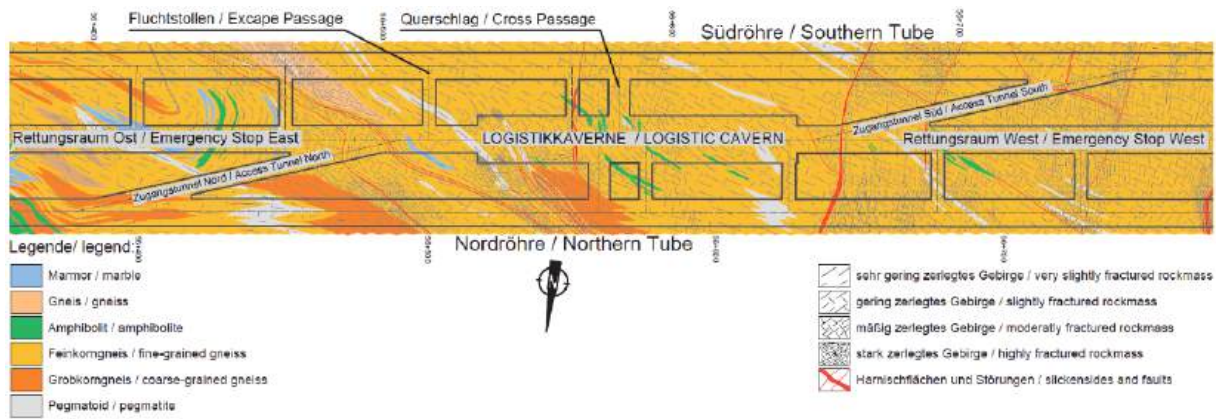 Fluchtstollen / Excape Passage
Querschlag / Cross Passage
Südröhre / Southern Tube
Rettungsraum Ost / Emergency Stop East
LOGISTIKKAVERNE / LOGISTIC CAVERN
Zugangstunnel Süd / Access Tunnel South
Rettungsraum West / Emergency Stop West
Zugangstunnel Nord / Access Tunnel North
Nordröhre / Northern Tube
N
Legende/ legend:
Marmor / marble
Gneis / gneiss
Amphibolit / amphibolite
Feinkorngneis / fine-grained gneiss
Grobkorngneis / coarse-grained gneiss
Pegmatoid / pegmatite
sehr gering zerlegtes Gebirge / very slightly fractured rockmass
gering zerlegtes Gebirge / slightly fractured rockmass
mäßig zerlegtes Gebirge / moderatly fractured rockmass
stark zerlegtes Gebirge / highly fractured rockmass
Harnischflächen und Störungen / slickensides and faults